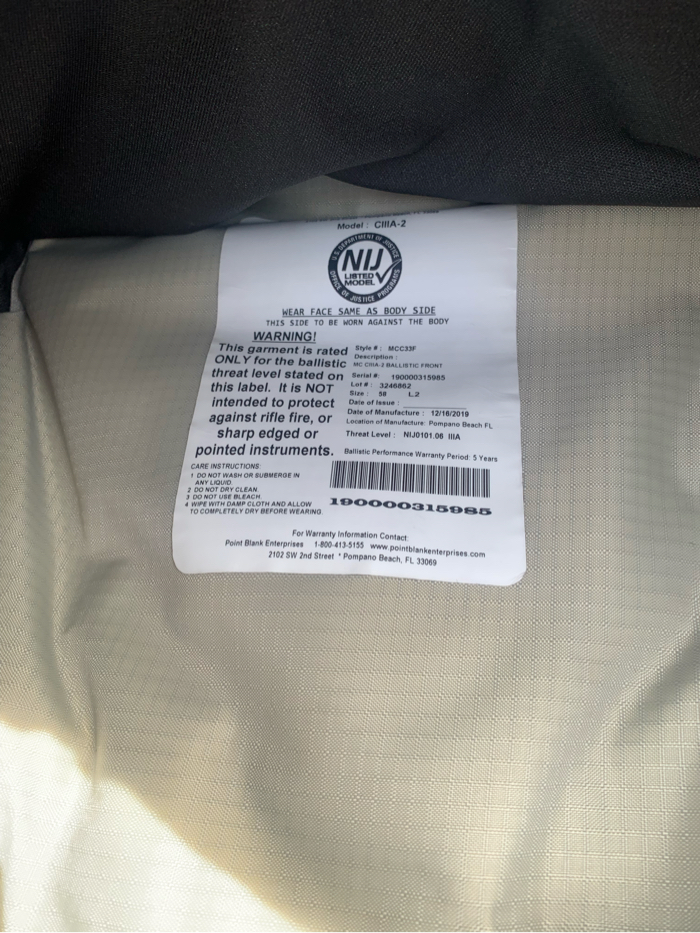 Model : CIIIA-2
U.S. DEPARTMENT OF JUSTICE
NIJ
LISTED
MODEL
OFFICE OF JUSTICE PROGRAMS
WEAR FACE SAME AS BODY SIDE
THIS SIDE TO BE WORN AGAINST THE BODY
WARNING!
This garment is rated
ONLY for the ballistic
threat level stated on
this label. It is NOT
intended to protect
against rifle fire, or
sharp edged or
pointed instruments.
Style # : MCC33F
Description :
MC CIIIA-2 BALLISTIC FRONT
Serial #: 190000315985
Lot # : 3246862
Size : 58 L2
Date of Issue :
Date of Manufacture : 12/16/2019
Location of Manufacture: Pompano Beach FL
Threat Level : NIJ0101.06 IIIA
Ballistic Performance Warranty Period: 5 Years
CARE INSTRUCTIONS:
1 DO NOT WASH OR SUBMERGE IN
ANY LIQUID.
2 DO NOT DRY CLEAN.
3 DO NOT USE BLEACH.
4 WIPE WITH DAMP CLOTH AND ALLOW
TO COMPLETELY DRY BEFORE WEARING.
190000315985
For Warranty Information Contact:
Point Blank Enterprises 1-800-413-5155 www.pointblankenterprises.com
2102 SW 2nd Street * Pompano Beach, FL 33069